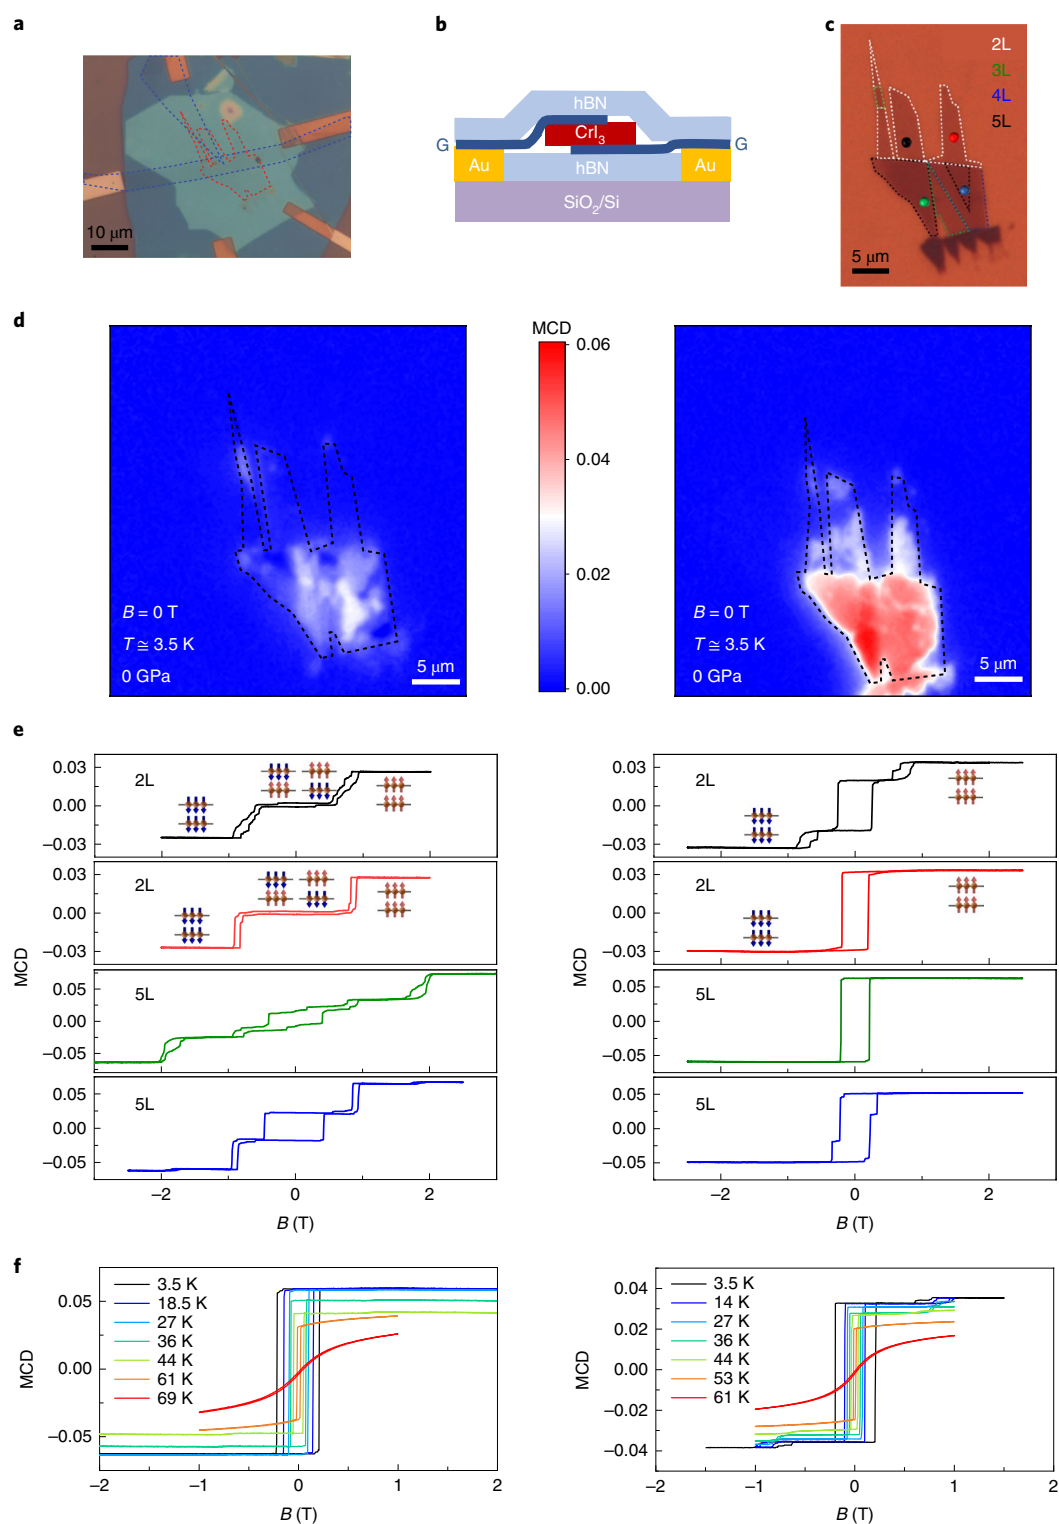 a
10 μm
b
hBN
CrI3
G
G
Au
Au
hBN
SiO2/Si
c
2L
3L
4L
5L
5 μm
d
B = 0 T
T ≅ 3.5 K
0 GPa
5 μm
MCD
0.06
0.04
0.02
0.00
B = 0 T
T ≅ 3.5 K
0 GPa
5 μm
e
MCD
0.03
0.00
−0.03
2L
0.03
0.00
−0.03
2L
0.05
0.00
−0.05
5L
0.05
0.00
−0.05
5L
−2
0
2
B (T)
MCD
0.03
0.00
−0.03
2L
0.03
0.00
−0.03
2L
0.05
0.00
−0.05
5L
0.05
0.00
−0.05
5L
−2
0
2
B (T)
f
MCD
0.05
0.00
−0.05
3.5 K
18.5 K
27 K
36 K
44 K
61 K
69 K
−2
−1
0
1
2
B (T)
MCD
0.04
0.02
0.00
−0.02
−0.04
3.5 K
14 K
27 K
36 K
44 K
53 K
61 K
−2
−1
0
1
2
B (T)